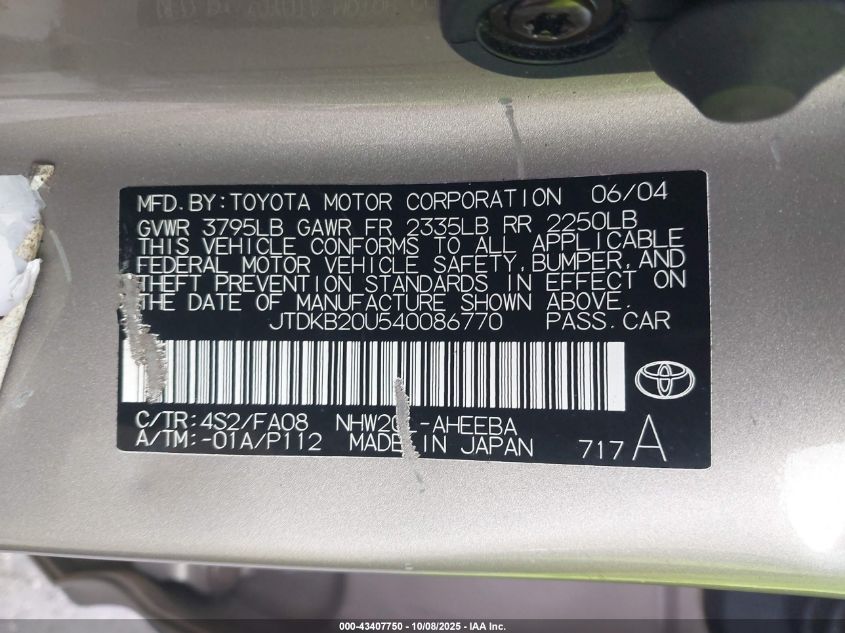 MFD.BY:TOYOTA MOTOR CORPORATION 06/04
GVWR 3795LB GAWR FR 2335LB RR 2250LB
THIS VEHICLE CONFORMS TO ALL APPLICABLE
FEDERAL MOTOR VEHICLE SAFETY,BUMPER,AND
THEFT PREVENTION STANDARDS IN EFFECT ON
THE DATE OF MANUFACTURE SHOWN ABOVE.
JTDKB20U540086770 PASS.CAR
C/TR:4S2/FA08 NHW20 -AHEEBA
A/TM:-01A/P112 MADE IN JAPAN 717A
000-43407750 | 10/08/2025 - IAA Inc.